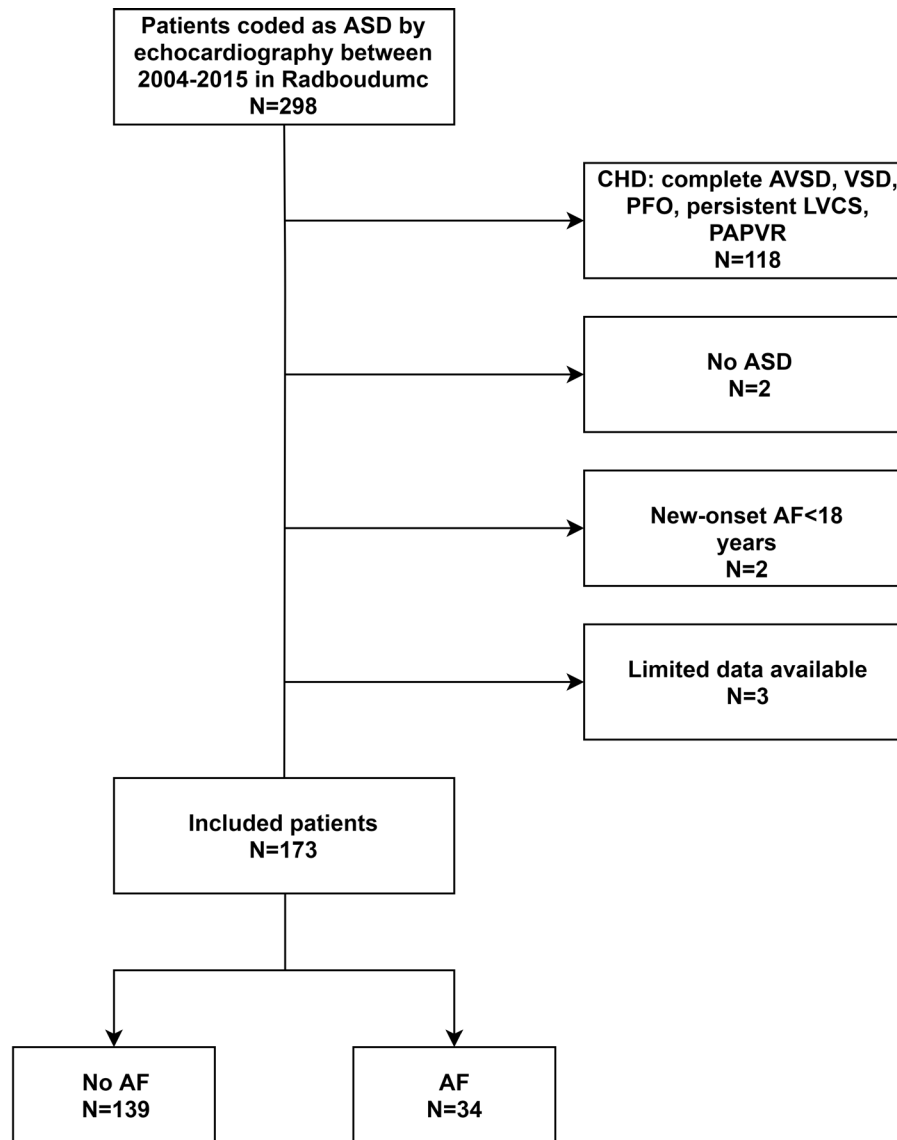 Patients coded as ASD by
echocardiography between
2004-2015 in Radboudumc
N=298
CHD: complete AVSD, VSD,
PFO, persistent LVCS,
PAPVR
N=118
No ASD
N=2
New-onset AF<18
years
N=2
Limited data available
N=3
Included patients
N=173
No AF
N=139
AF
N=34